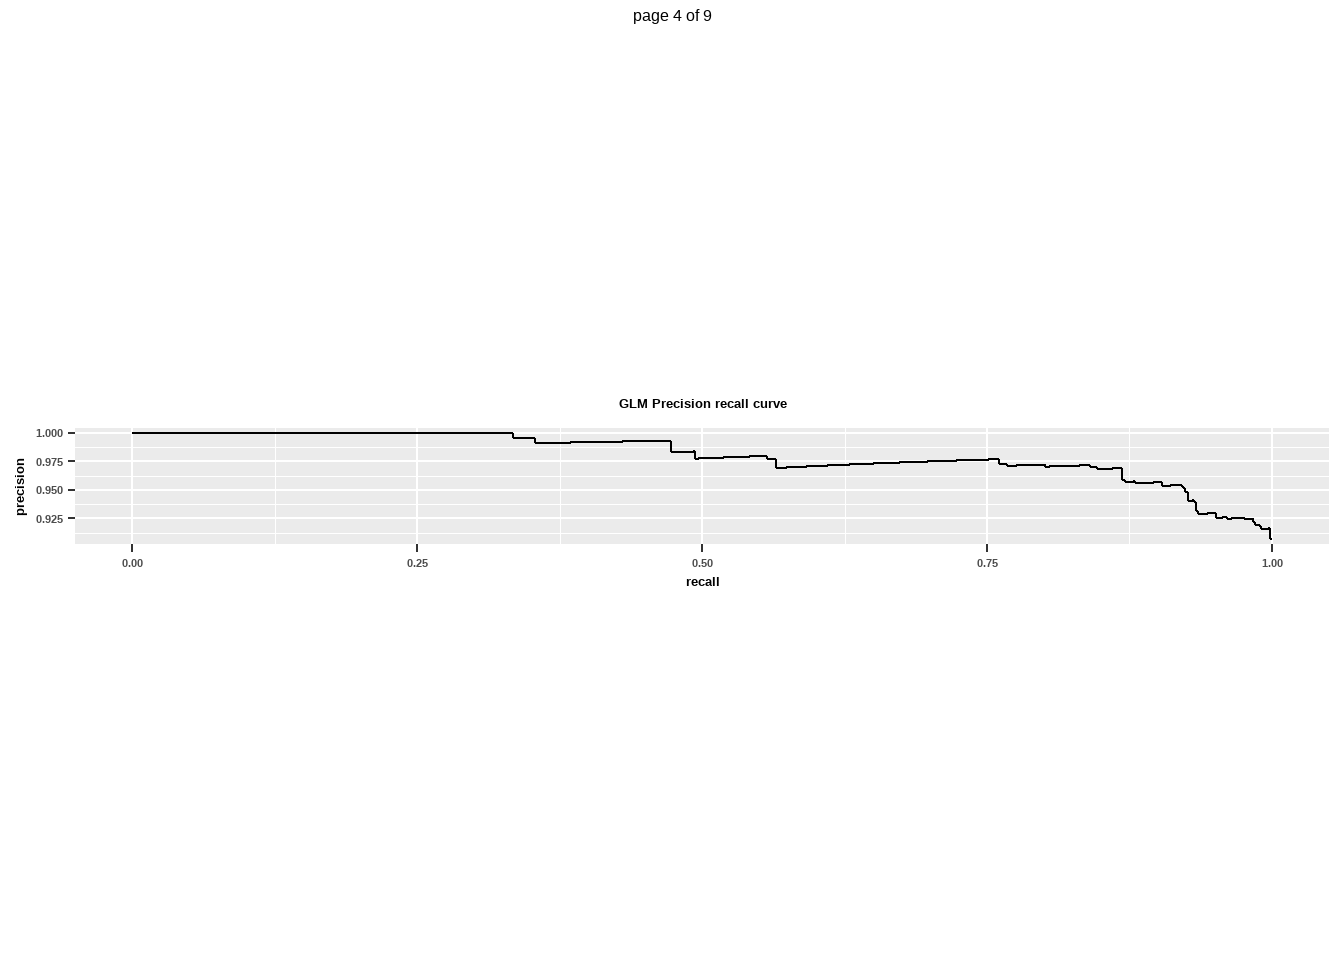 page 4 of 9
GLM Precision recall curve
precision
1.000
0.975
0.950
0.925
0.00 0.25 0.50 0.75 1.00
recall